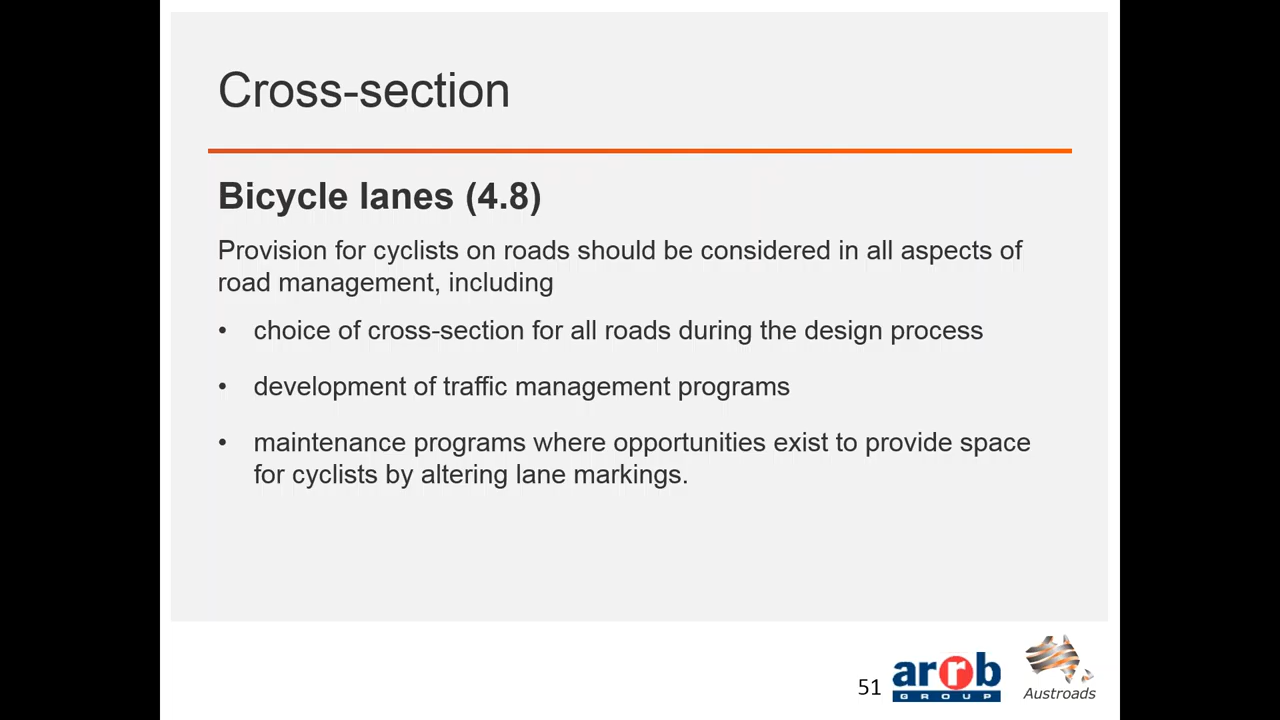 Cross-section
Bicycle lanes (4.8)
Provision for cyclists on roads should be considered in all aspects of
road management, including
• choice of cross-section for all roads during the design process
• development of traffic management programs
• maintenance programs where opportunities exist to provide space
for cyclists by altering lane markings.
51
arrb
GROUP
Austroads